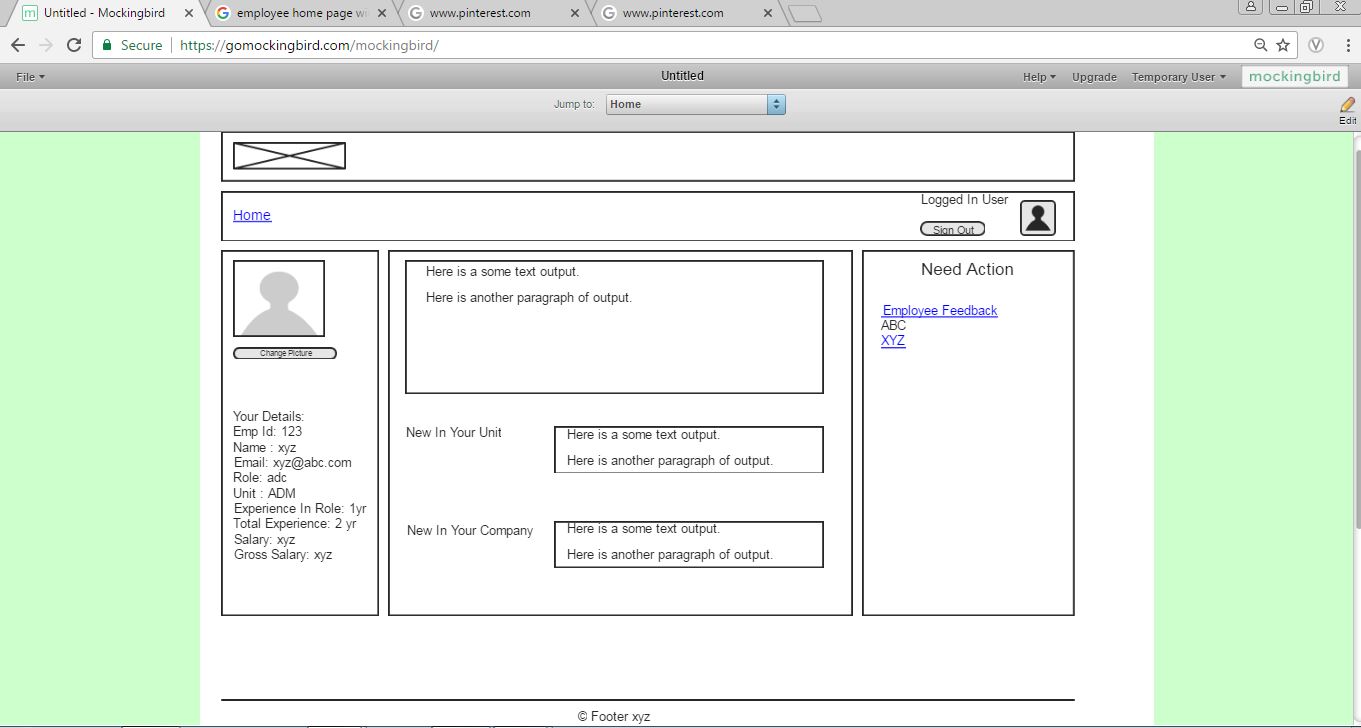 Untitled - Mockingbird
employee home page wi
www.pinterest.com
www.pinterest.com
Secure
https://gomockingbird.com/mockingbird/
File
Untitled
Help
Upgrade
Temporary User
mockingbird
Jump to:
Home
Edit
Home
Logged In User
Sign Out
Change Picture
Your Details:
Emp Id: 123
Name : xyz
Email: xyz@abc.com
Role: adc
Unit : ADM
Experience In Role: 1yr
Total Experience: 2 yr
Salary: xyz
Gross Salary: xyz
Here is a some text output.
Here is another paragraph of output.
New In Your Unit
Here is a some text output.
Here is another paragraph of output.
New In Your Company
Here is a some text output.
Here is another paragraph of output.
Need Action
Employee Feedback
ABC
XYZ
© Footer xyz